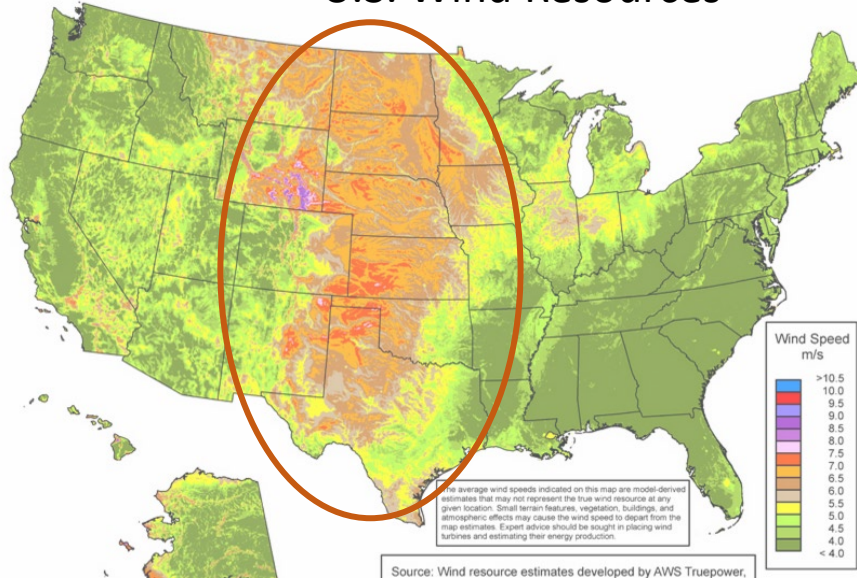 U.S. Wind Resources
Wind Speed
m/s
>10.5
10.0
9.5
9.0
8.5
8.0
7.5
7.0
6.5
6.0
5.5
5.0
4.5
4.0
< 4.0
The average wind speeds indicated on this map are model-derived
estimates that may not represent the true wind resource at any
given location. Small terrain features, vegetation, buildings, and
atmospheric effects may cause the wind speed to depart from the
map estimates. Expert advice should be sought in placing wind
turbines and estimating their energy production.
Source: Wind resource estimates developed by AWS Truepower,